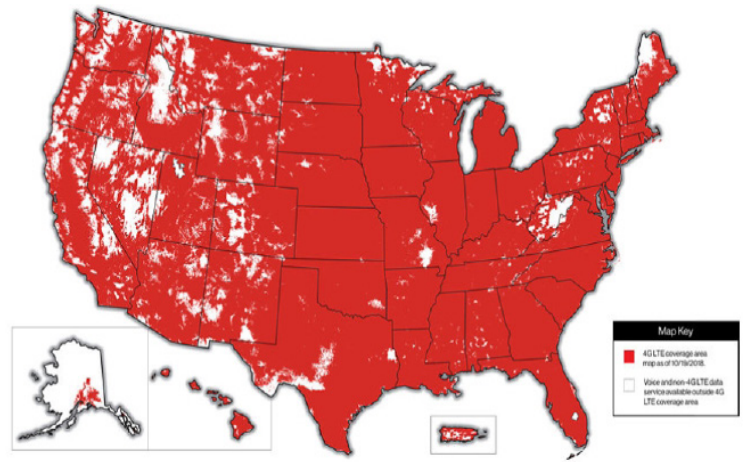 Map Key
4G LTE coverage area
map as of 10/19/2018.
Voice and non-4G LTE data
service available outside 4G
LTE coverage area